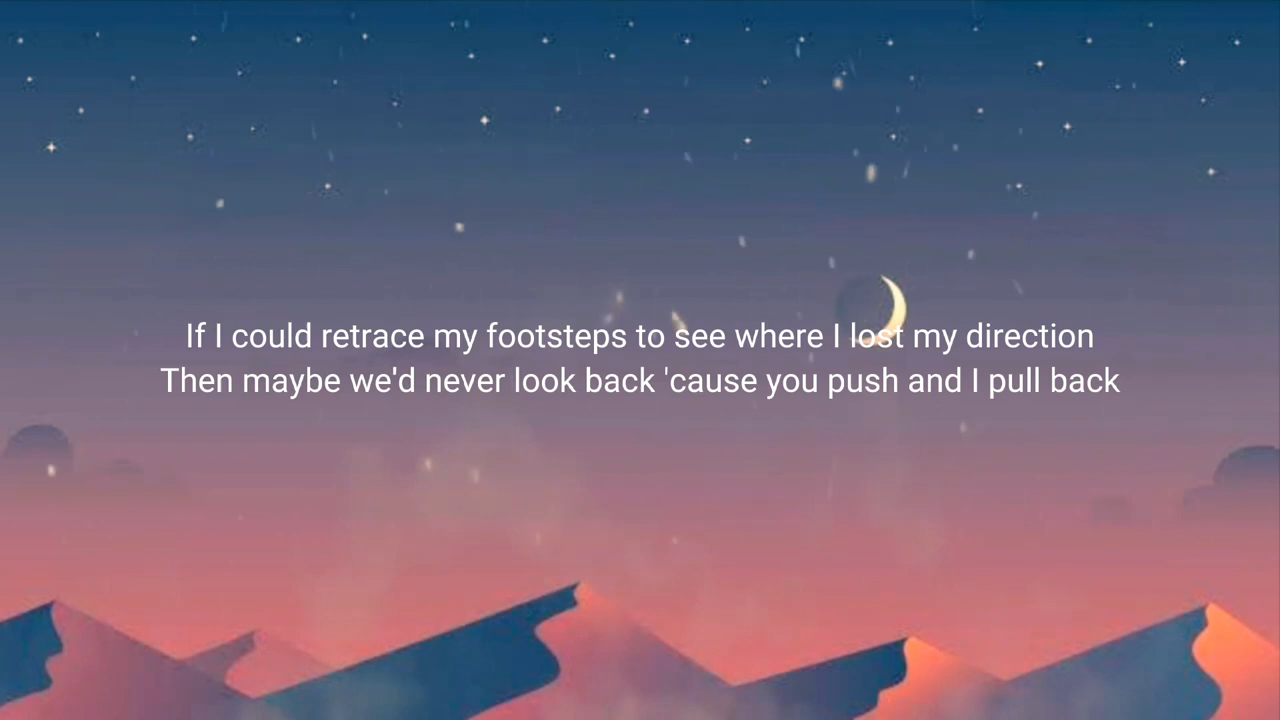 If I could retrace my footsteps to see where I lost my direction
Then maybe we'd never look back 'cause you push and I pull back